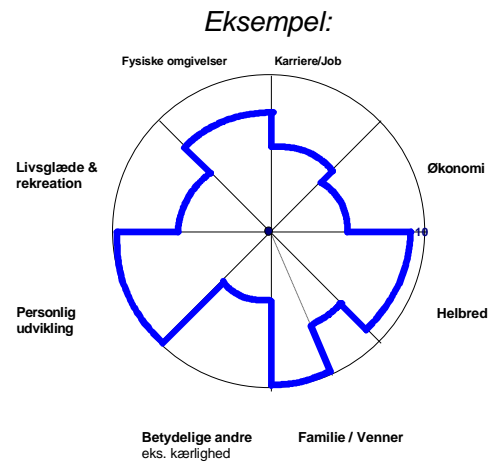 Eksempel:
Fysiske omgivelser
Karriere/Job
Livsglæde &
rekreation
Økonomi
10
Personlig
udvikling
Helbred
Betydelige andre
eks. kærlighed
Familie / Venner